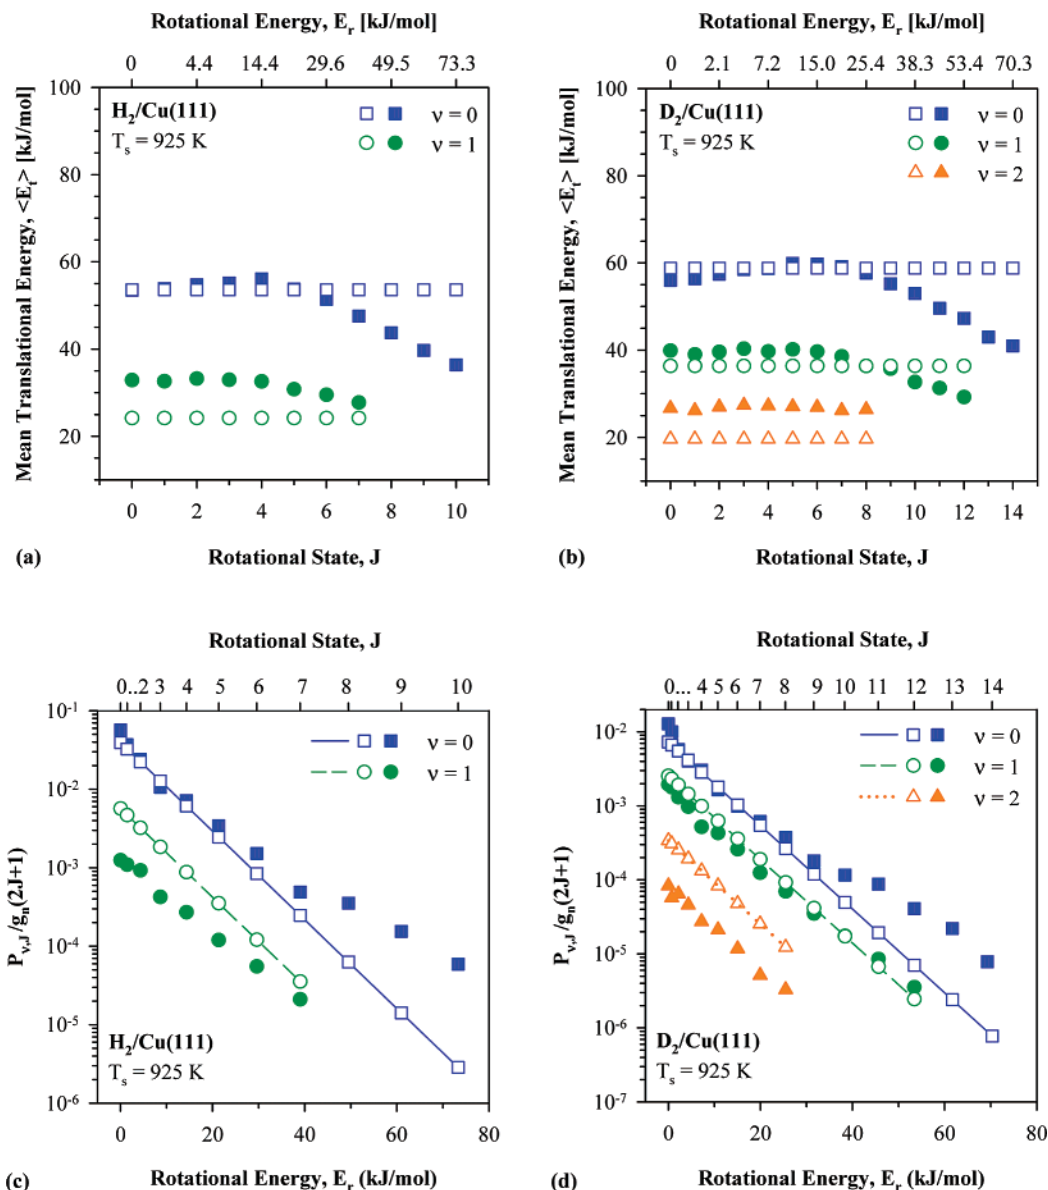 Rotational Energy, E_r [kJ/mol]
0 4.4 14.4 29.6 49.5 73.3
100
80
60
40
20
Mean Translational Energy, <E_t> [kJ/mol]
H_2/Cu(111)
T_s = 925 K
ν = 0
ν = 1
0 2 4 6 8 10
(a)
Rotational State, J
Rotational Energy, E_r [kJ/mol]
0 2.1 7.2 15.0 25.4 38.3 53.4 70.3
100
80
60
40
20
Mean Translational Energy, <E_t> [kJ/mol]
D_2/Cu(111)
T_s = 925 K
ν = 0
ν = 1
ν = 2
0 2 4 6 8 10 12 14
(b)
Rotational State, J
Rotational State, J
0..2 3 4 5 6 7 8 9 10
10^-1
10^-2
10^-3
10^-4
10^-5
10^-6
P_ν,J/g_n(2J+1)
ν = 0
ν = 1
H_2/Cu(111)
T_s = 925 K
0 20 40 60 80
(c)
Rotational Energy, E_r (kJ/mol)
Rotational State, J
0... 4 5 6 7 8 9 10 11 12 13 14
10^-2
10^-3
10^-4
10^-5
10^-6
10^-7
P_ν,J/g_n(2J+1)
ν = 0
ν = 1
ν = 2
D_2/Cu(111)
T_s = 925 K
0 20 40 60 80
(d)
Rotational Energy, E_r (kJ/mol)